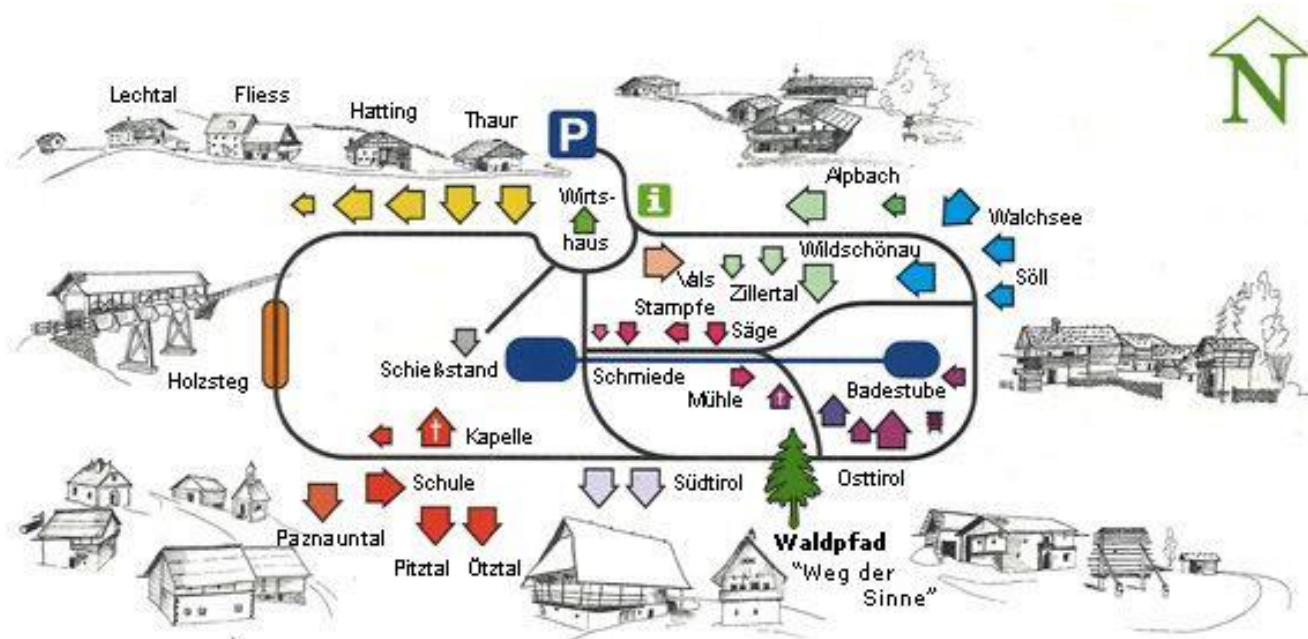 N
Lechtal
Fliess
Hatting
Thaur
P
i
Wirts-
haus
Alpbach
Walchsee
Wildschönau
Söll
Vals
Zillertal
Stampfe
Säge
Holzsteg
Schießstand
Schmiede
Mühle
Badestube
Kapelle
Schule
Südtirol
Osttirol
Paznauntal
Pitztal
Ötztal
Waldpfad
"Weg der
Sinne"